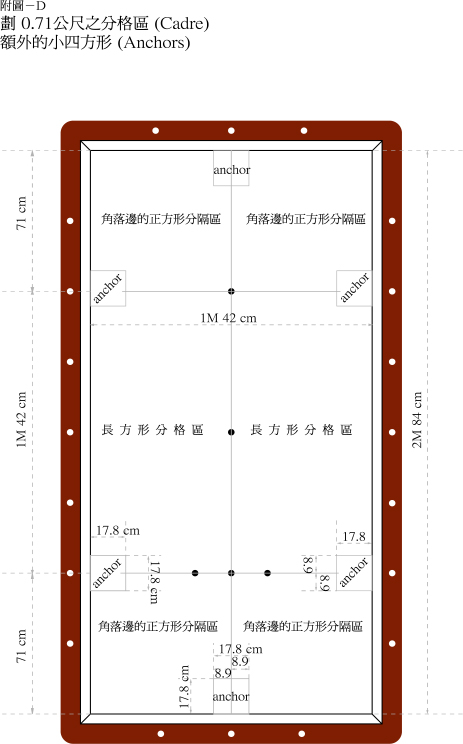 附圖－D
劃 0.71公尺之分格區 (Cadre)
額外的小四方形 (Anchors)
anchor
71 cm
角落邊的正方形分隔區
角落邊的正方形分隔區
anchor
anchor
1M 42 cm
1M 42 cm
2M 84 cm
長方形分格區
長方形分格區
17.8 cm
17.8
anchor
17.8 cm
8.9
8.9
anchor
71 cm
角落邊的正方形分隔區
角落邊的正方形分隔區
17.8 cm
8.9
8.9
17.8 cm
anchor